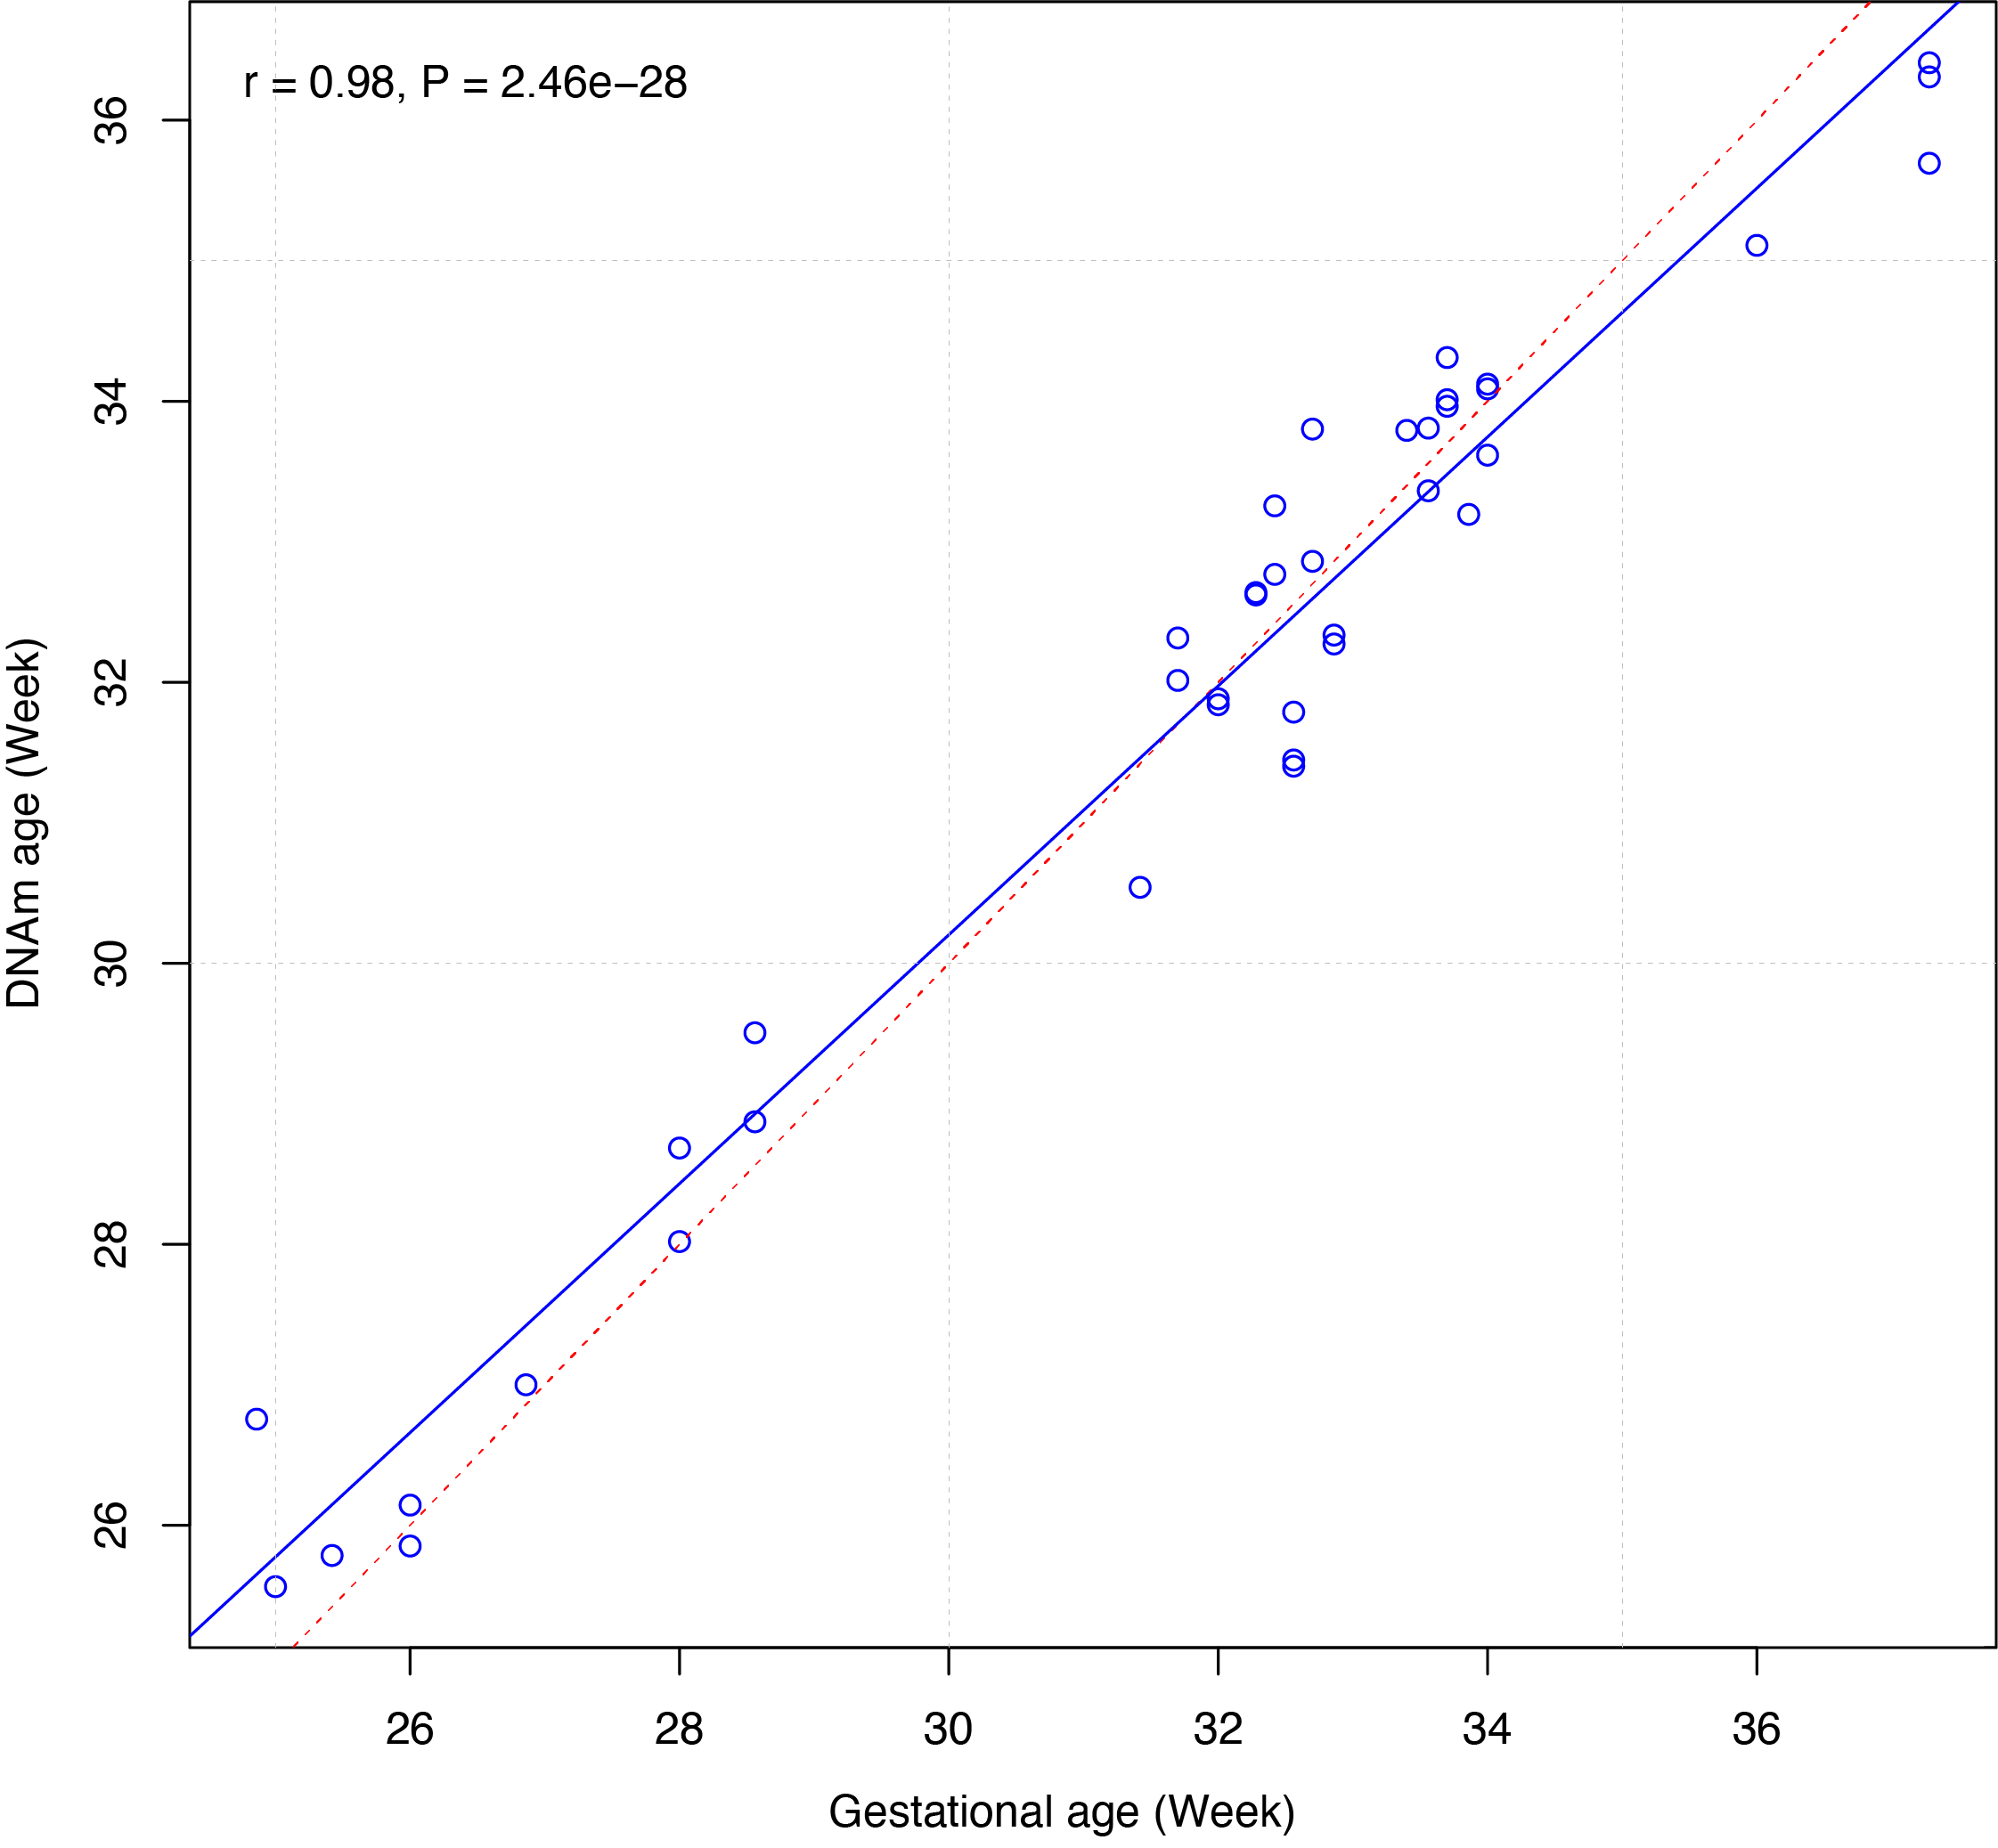 r = 0.98, P = 2.46e−28
36
34
32
30
28
26
DNAm age (Week)
26 28 30 32 34 36
Gestational age (Week)